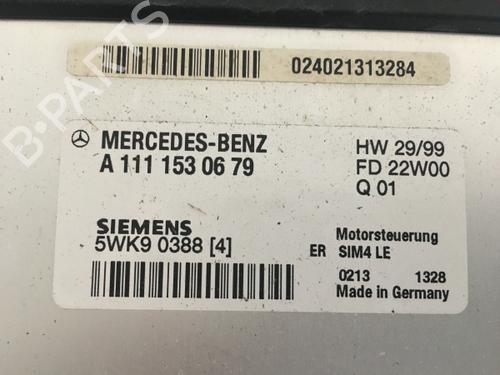 024021313284
MERCEDES-BENZ
A 111 153 06 79
HW 29/99
FD 22W00
Q 01
SIEMENS
5WK9 0388 [4]
ER
Motorsteuerung
SIM4 LE
0213 1328
Made in Germany
B-PARTS